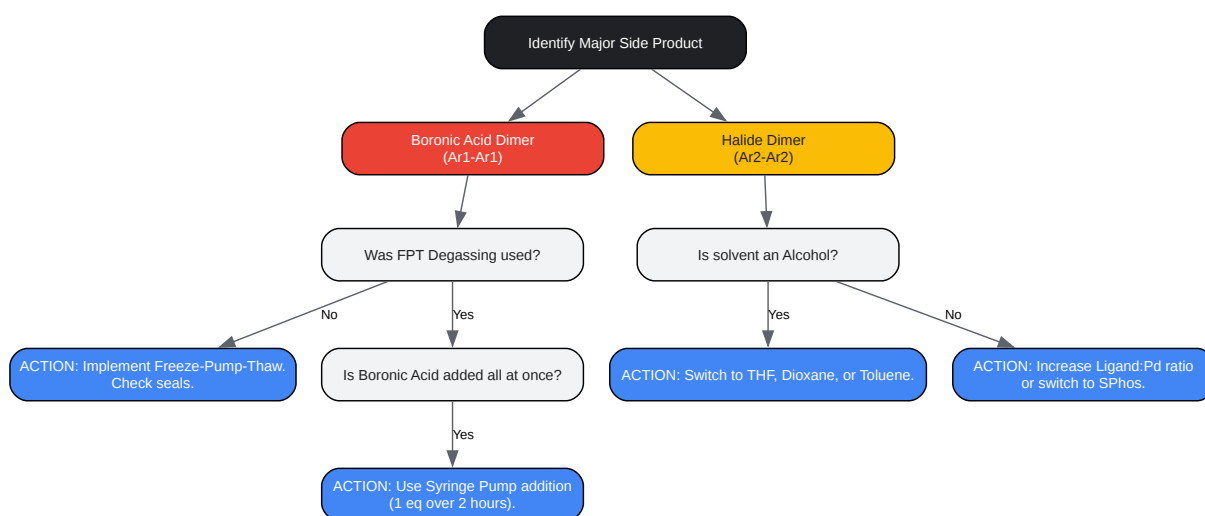 Identify Major Side Product
Boronic Acid Dimer
(Ar1-Ar1)
Halide Dimer
(Ar2-Ar2)
Was FPT Degassing used?
Is solvent an Alcohol?
No
Yes
Yes
No
ACTION: Implement Freeze-Pump-Thaw.
Check seals.
Is Boronic Acid added all at once?
ACTION: Switch to THF, Dioxane, or Toluene.
ACTION: Increase Ligand:Pd ratio
or switch to SPhos.
Yes
ACTION: Use Syringe Pump addition
(1 eq over 2 hours).